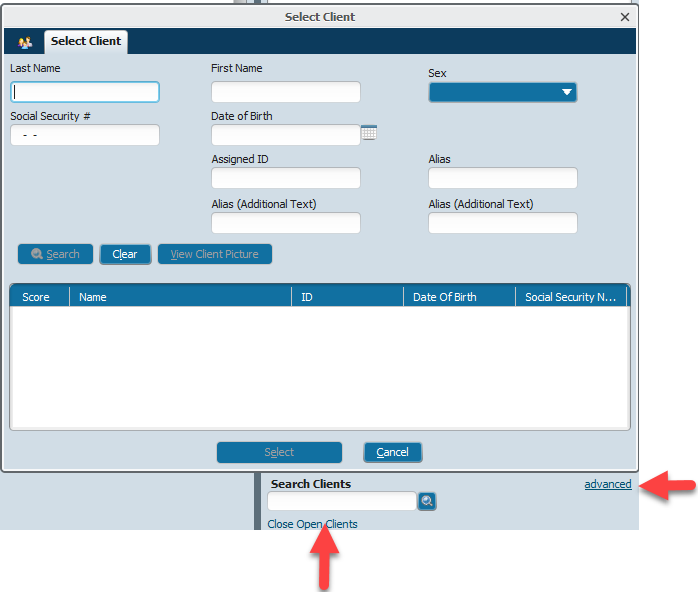 Select Client
Select Client
Last Name First Name Sex
Social Security # Date of Birth
- -
Assigned ID Alias
Alias (Additional Text) Alias (Additional Text)
Search Clear View Client Picture
Score Name ID Date Of Birth Social Security N...
Select Cancel
Search Clients advanced
Close Open Clients